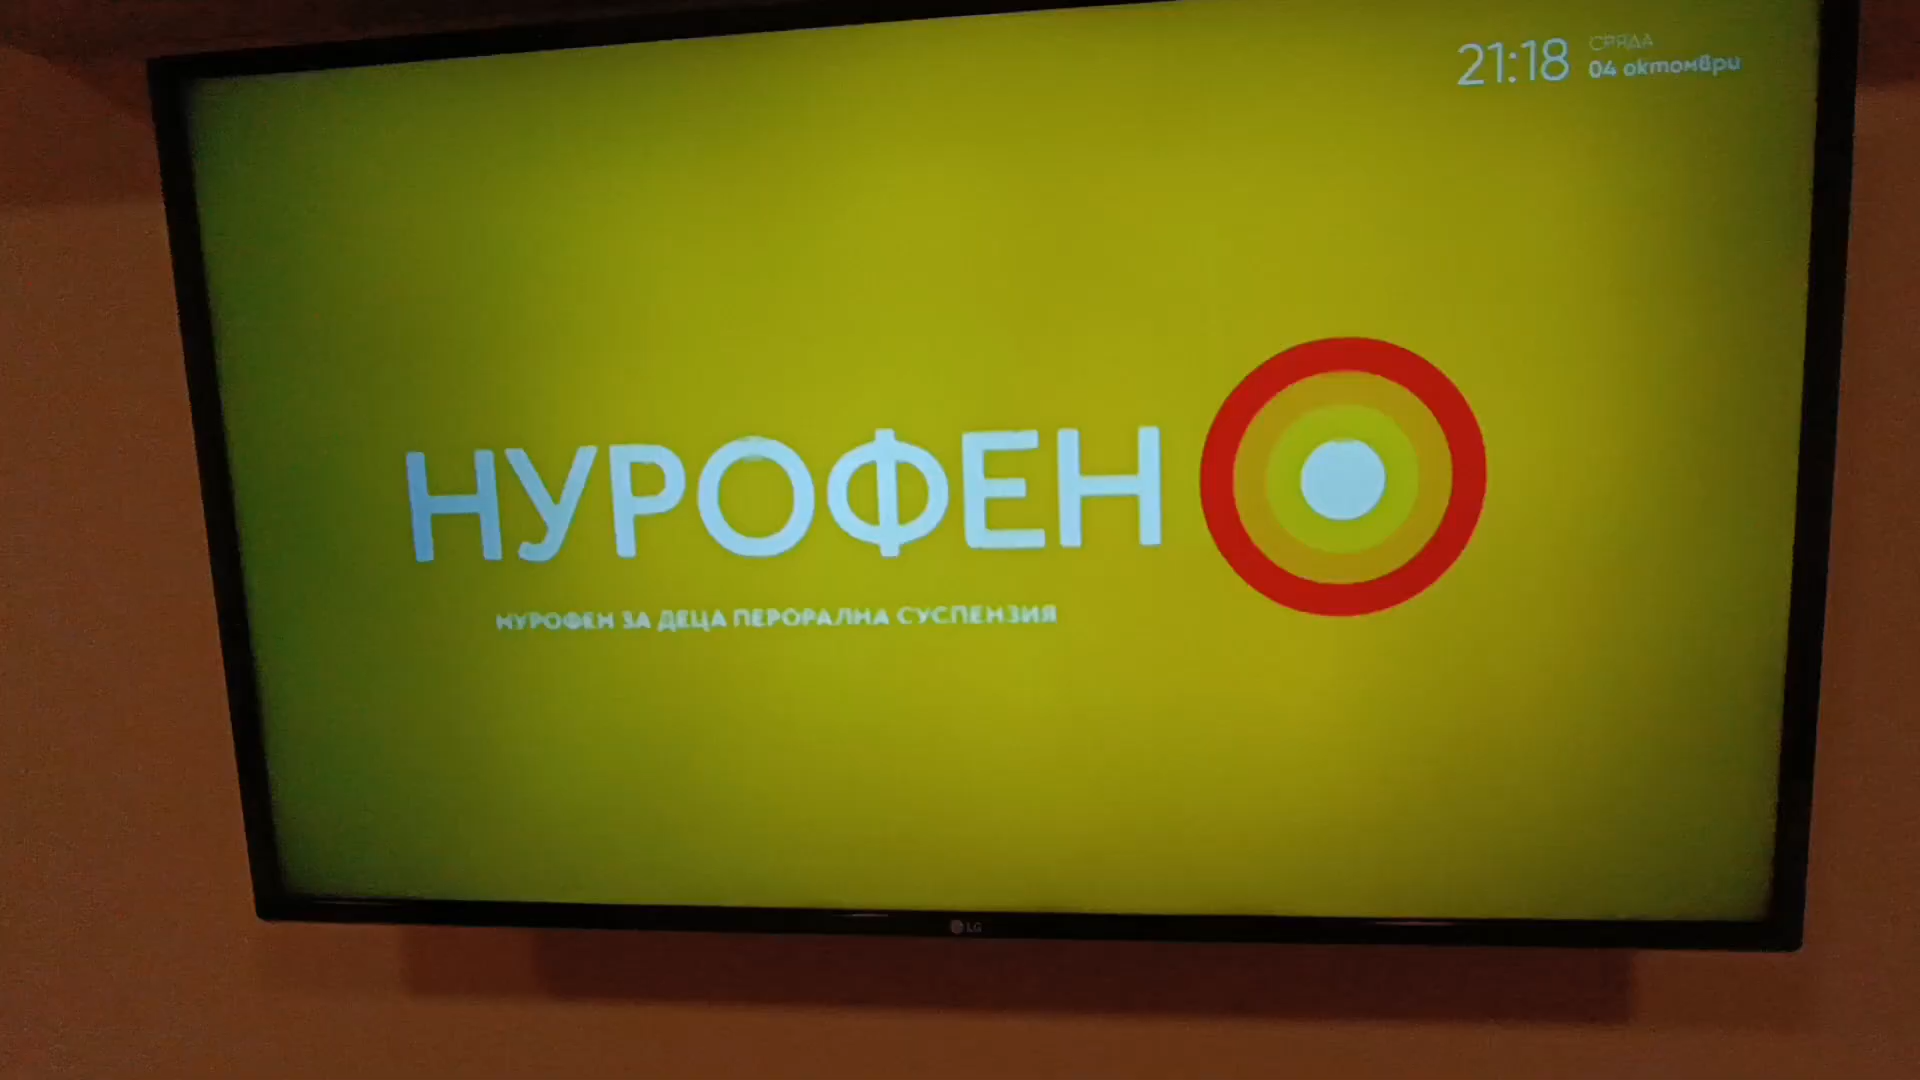 21:18
СРЯДА
04 октомври
НУРОФЕН
НУРОФЕН ЗА ДЕЦА ПЕРОРАЛНА СУСПЕНЗИЯ
LG